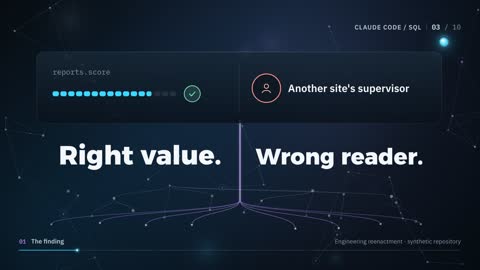 CLAUDE CODE / SQL | 03 / 10
reports.score
Another site's supervisor
Right value.
Wrong reader.
01 The finding
Engineering reenactment - synthetic repository